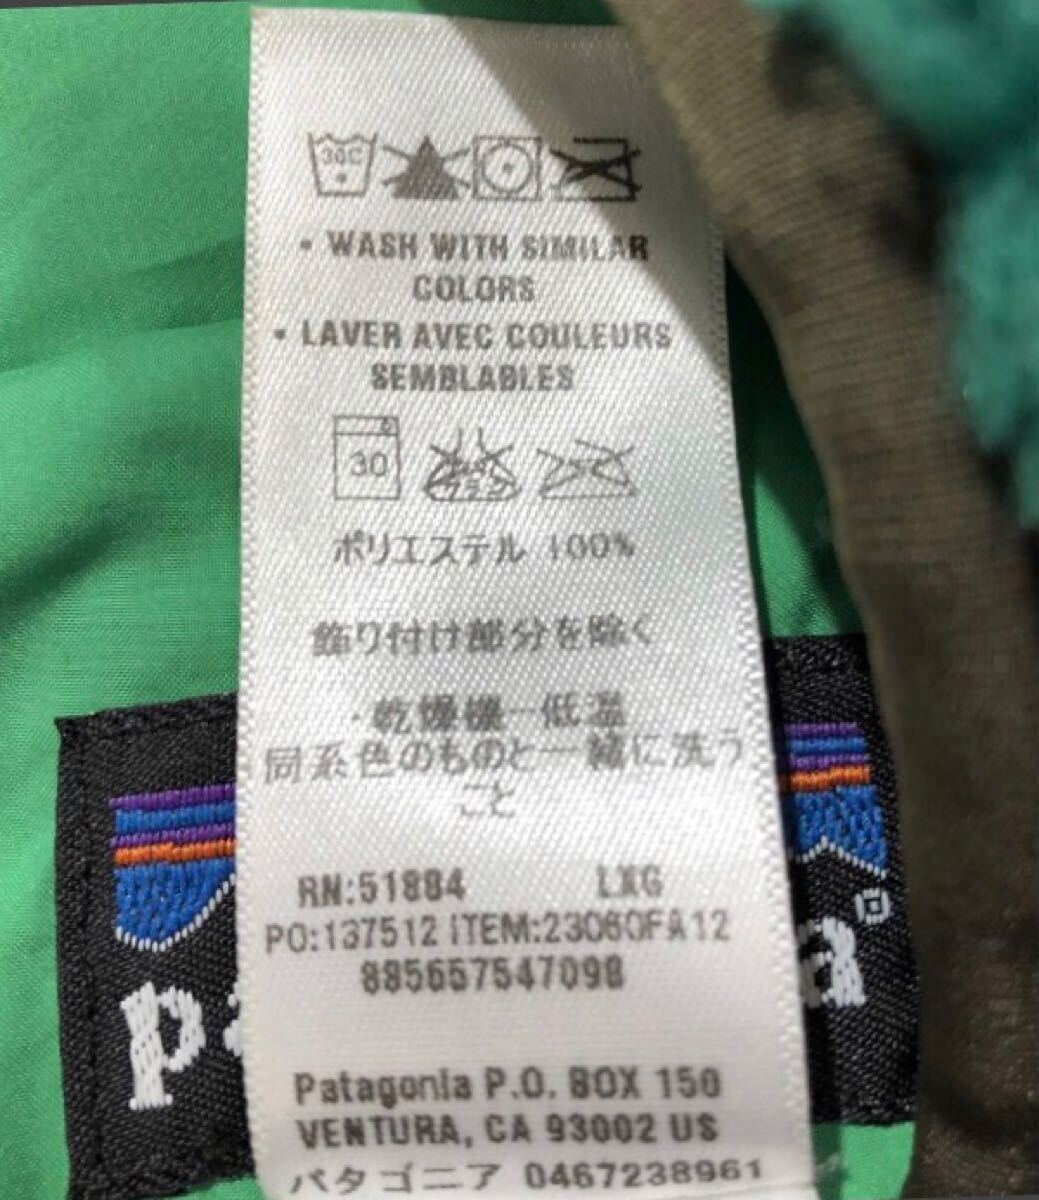 30C
• WASH WITH SIMILAR
COLORS
• LAVER AVEC COULEURS
SEMBLABLES
30
ポリエステル 100%
飾り付け部分を除く
・乾燥機ー低温
同系色のものと一緒に洗う
こと
RN:51884 LXG
PO:137512 ITEM:23060FA12
885657547098
Patagonia P.O. BOX 150
VENTURA, CA 93002 US
パタゴニア 0467238961